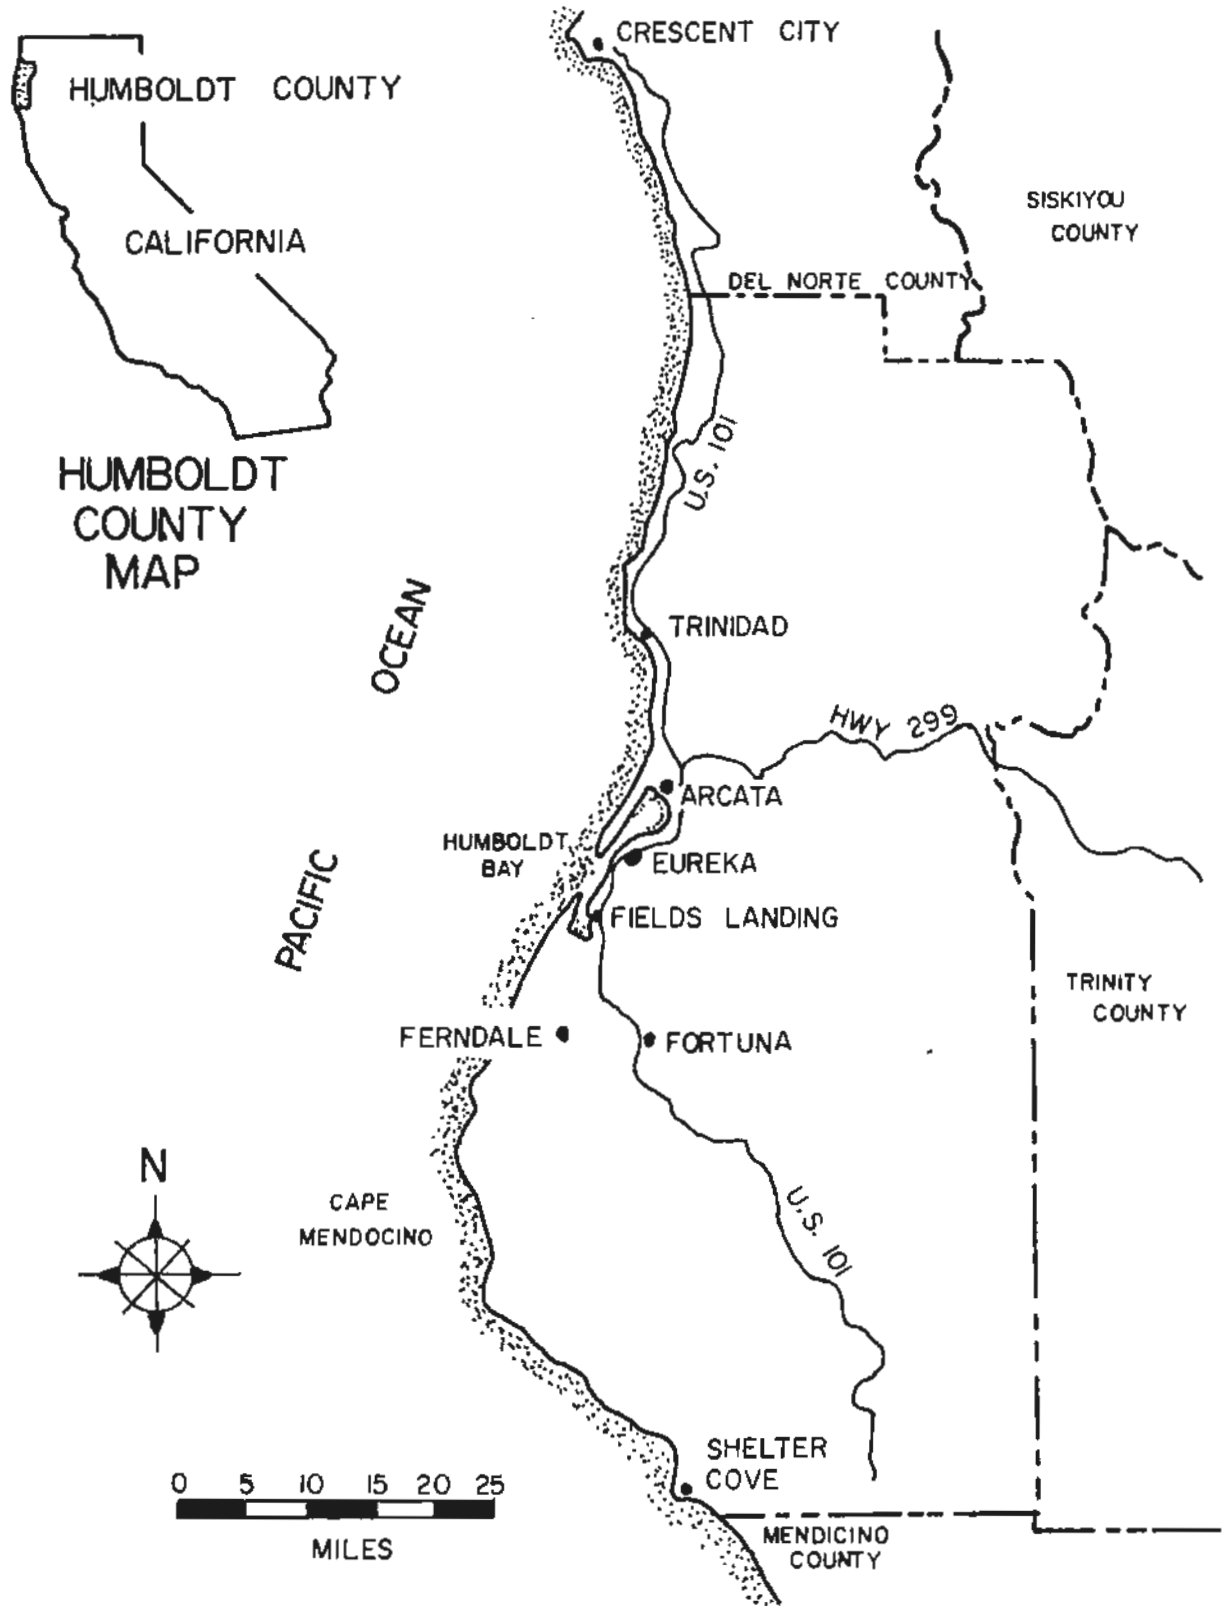 CRESCENT CITY
HUMBOLDT COUNTY
SISKIYOU
COUNTY
CALIFORNIA
DEL NORTE COUNTY
U.S. 101
HUMBOLDT
COUNTY
MAP
OCEAN
TRINIDAD
HWY 299
ARCATA
HUMBOLDT
BAY
EUREKA
PACIFIC
FIELDS LANDING
TRINITY
COUNTY
FERNDALE
FORTUNA
N
CAPE
MENDOCINO
U.S. 101
SHELTER
COVE
0 5 10 15 20 25
MILES
MENDICINO
COUNTY